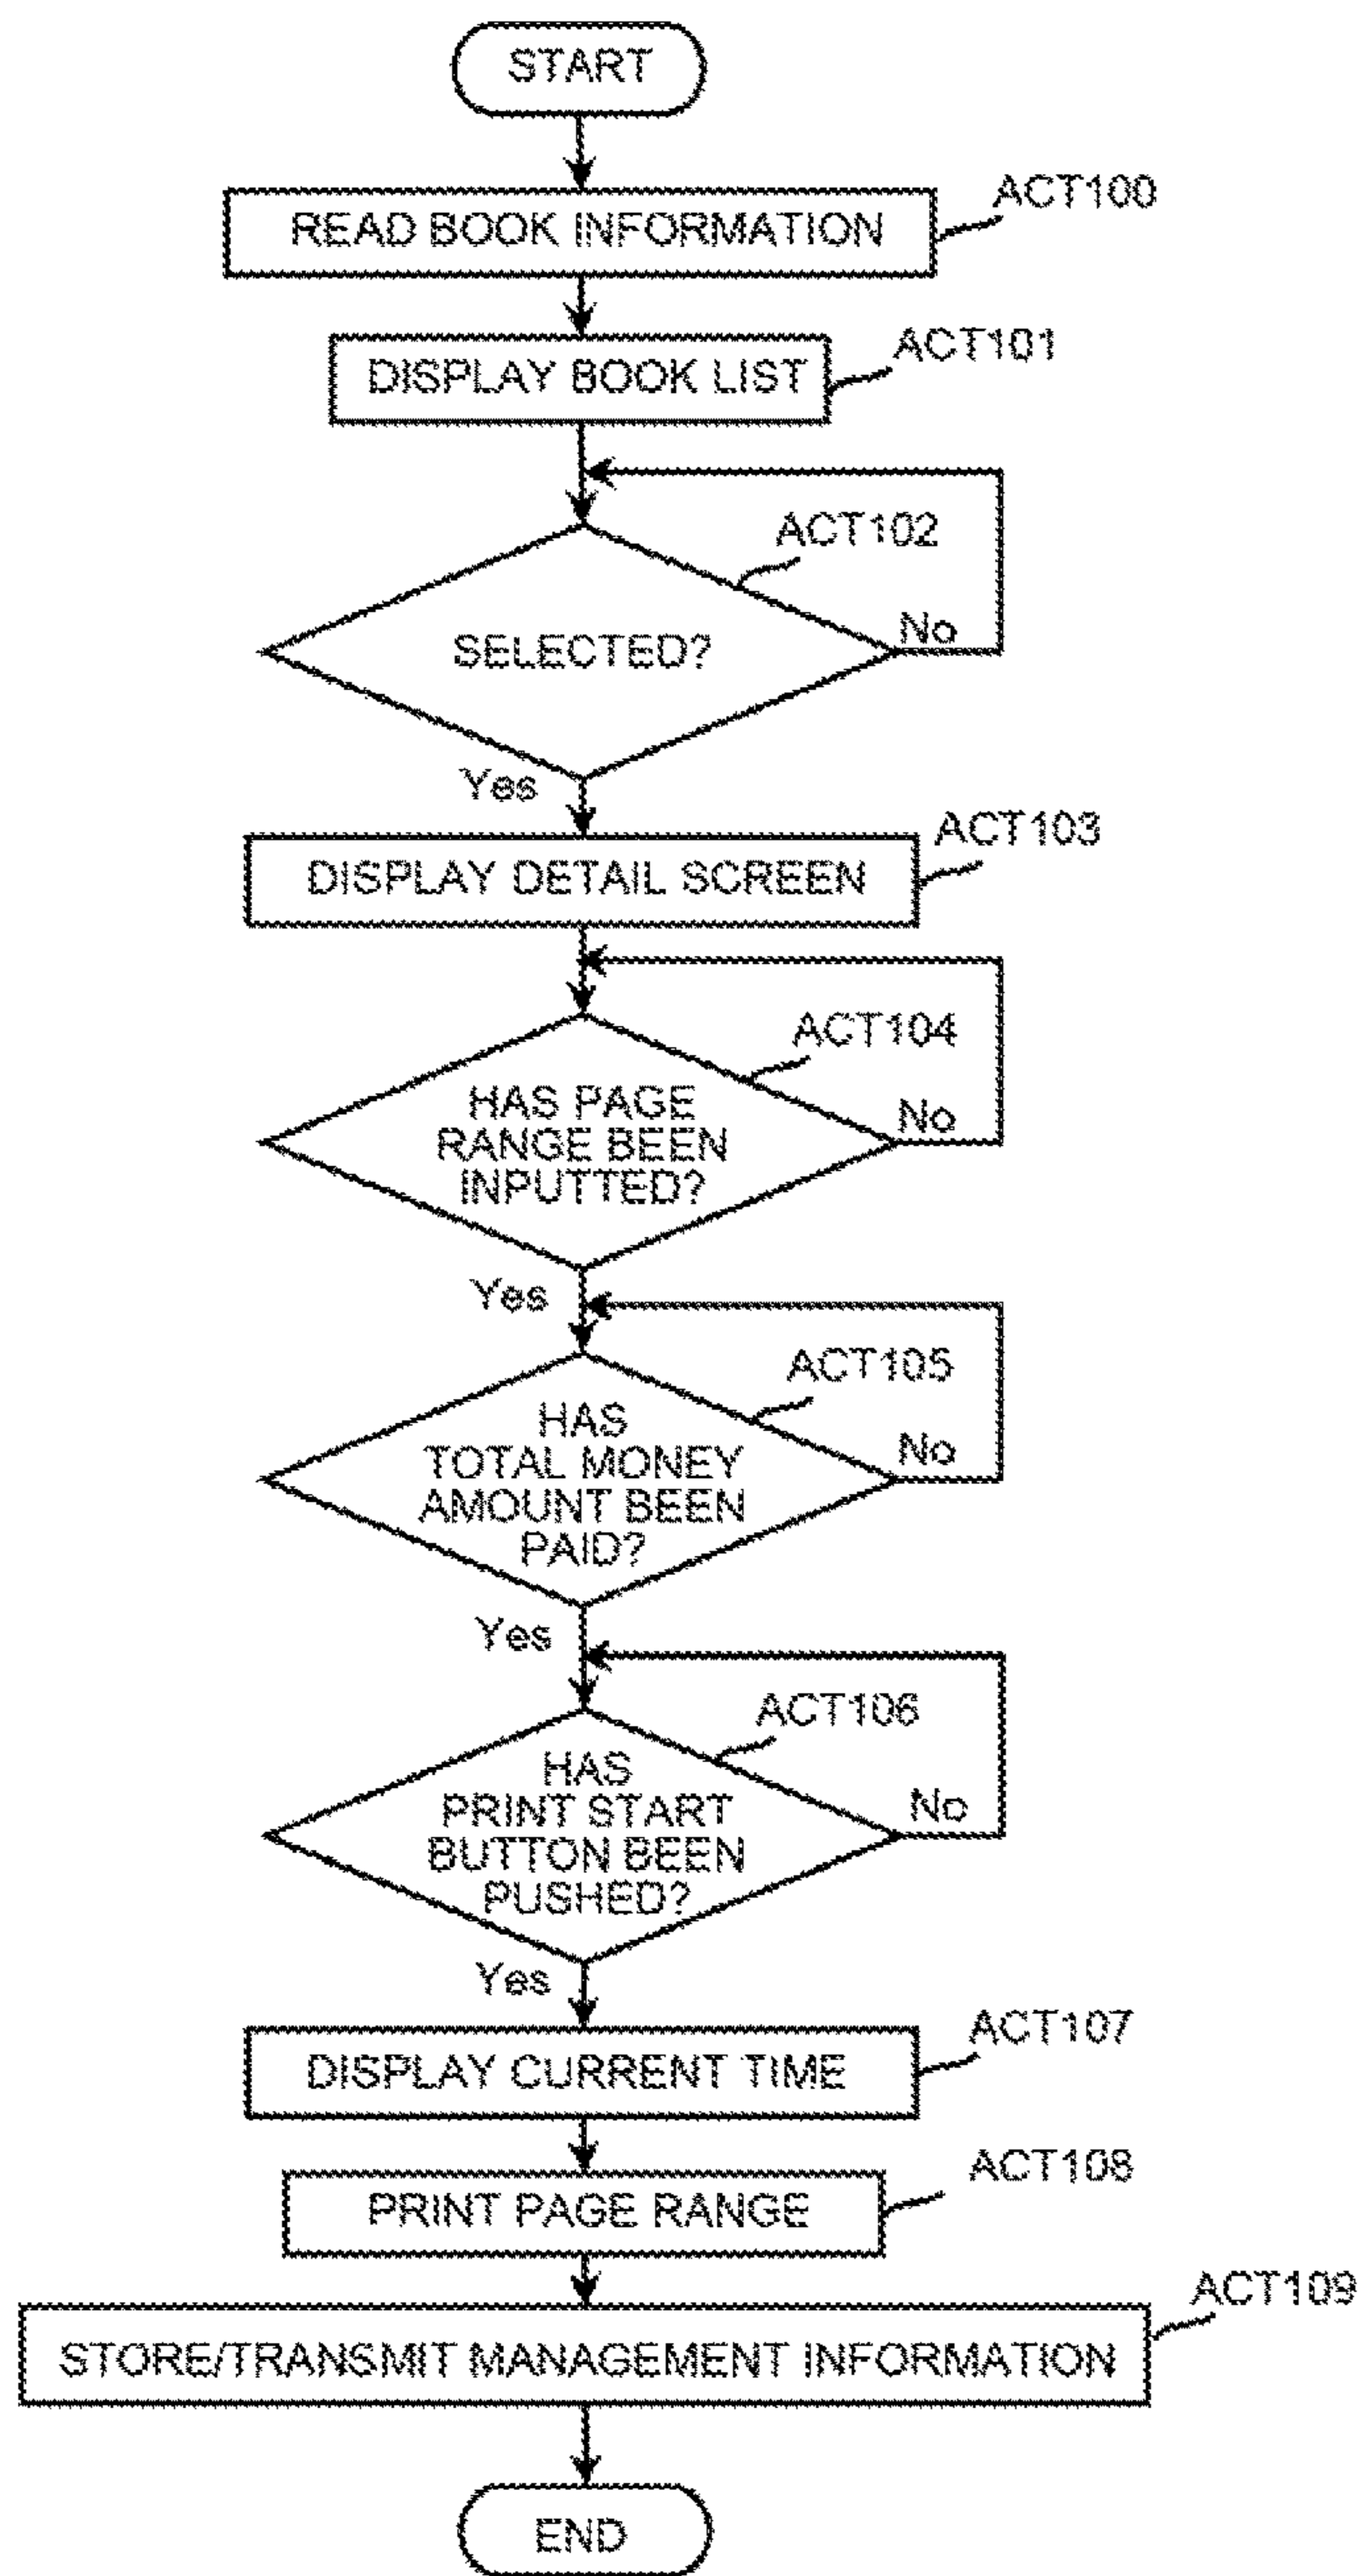 START
READ BOOK INFORMATION
ACT100
DISPLAY BOOK LIST
ACT101
ACT102
SELECTED?
No
Yes
DISPLAY DETAIL SCREEN
ACT103
ACT104
HAS PAGE
RANGE BEEN
INPUTTED?
No
Yes
ACT105
HAS
TOTAL MONEY
AMOUNT BEEN
PAID?
No
Yes
ACT106
HAS
PRINT START
BUTTON BEEN
PUSHED?
No
Yes
DISPLAY CURRENT TIME
ACT107
PRINT PAGE RANGE
ACT108
STORE/TRANSMIT MANAGEMENT INFORMATION
ACT109
END